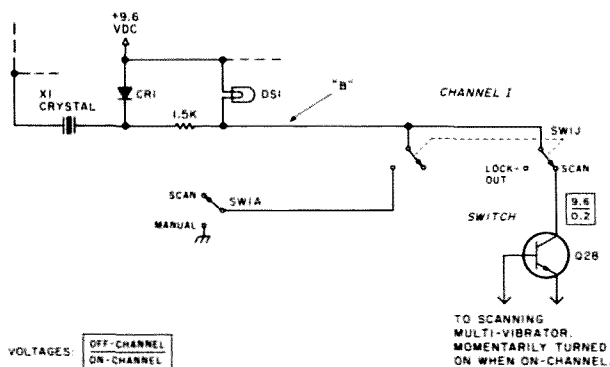 +9.6
VDC
X1
CRYSTAL
CR1
1.5K
DS1
"B"
CHANNEL 1
SW1J
LOCK-
OUT
SCAN
SCAN
SW1A
MANUAL
SWITCH
9.6
0.2
Q28
TO SCANNING
MULTI-VIBRATOR.
MOMENTARILY TURNED
ON WHEN ON-CHANNEL.
VOLTAGES:
OFF-CHANNEL
ON-CHANNEL